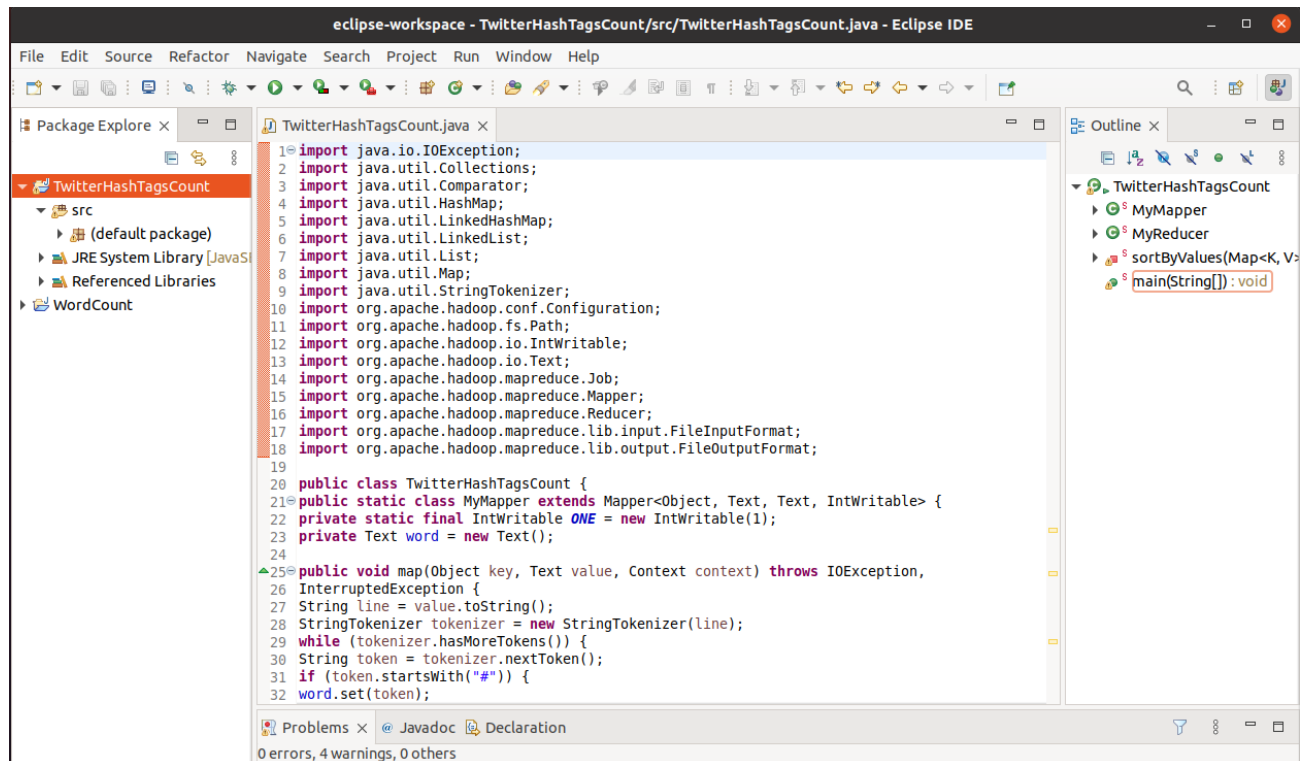 eclipse-workspace - TwitterHashTagsCount/src/TwitterHashTagsCount.java - Eclipse IDE
File Edit Source Refactor Navigate Search Project Run Window Help
Package Explore
TwitterHashTagsCount
src
(default package)
JRE System Library [JavaSE
Referenced Libraries
WordCount
TwitterHashTagsCount.java
1 import java.io.IOException;
2 import java.util.Collections;
3 import java.util.Comparator;
4 import java.util.HashMap;
5 import java.util.LinkedHashMap;
6 import java.util.LinkedList;
7 import java.util.List;
8 import java.util.Map;
9 import java.util.StringTokenizer;
10 import org.apache.hadoop.conf.Configuration;
11 import org.apache.hadoop.fs.Path;
12 import org.apache.hadoop.io.IntWritable;
13 import org.apache.hadoop.io.Text;
14 import org.apache.hadoop.mapreduce.Job;
15 import org.apache.hadoop.mapreduce.Mapper;
16 import org.apache.hadoop.mapreduce.Reducer;
17 import org.apache.hadoop.mapreduce.lib.input.FileInputFormat;
18 import org.apache.hadoop.mapreduce.lib.output.FileOutputFormat;
19
20 public class TwitterHashTagsCount {
21 public static class MyMapper extends Mapper<Object, Text, Text, IntWritable> {
22 private static final IntWritable ONE = new IntWritable(1);
23 private Text word = new Text();
24
25 public void map(Object key, Text value, Context context) throws IOException,
26 InterruptedException {
27 String line = value.toString();
28 StringTokenizer tokenizer = new StringTokenizer(line);
29 while (tokenizer.hasMoreTokens()) {
30 String token = tokenizer.nextToken();
31 if (token.startsWith("#")) {
32 word.set(token);
Outline
TwitterHashTagsCount
MyMapper
MyReducer
sortByValues(Map<K, V>
main(String[]) : void
Problems @ Javadoc Declaration
0 errors, 4 warnings, 0 others